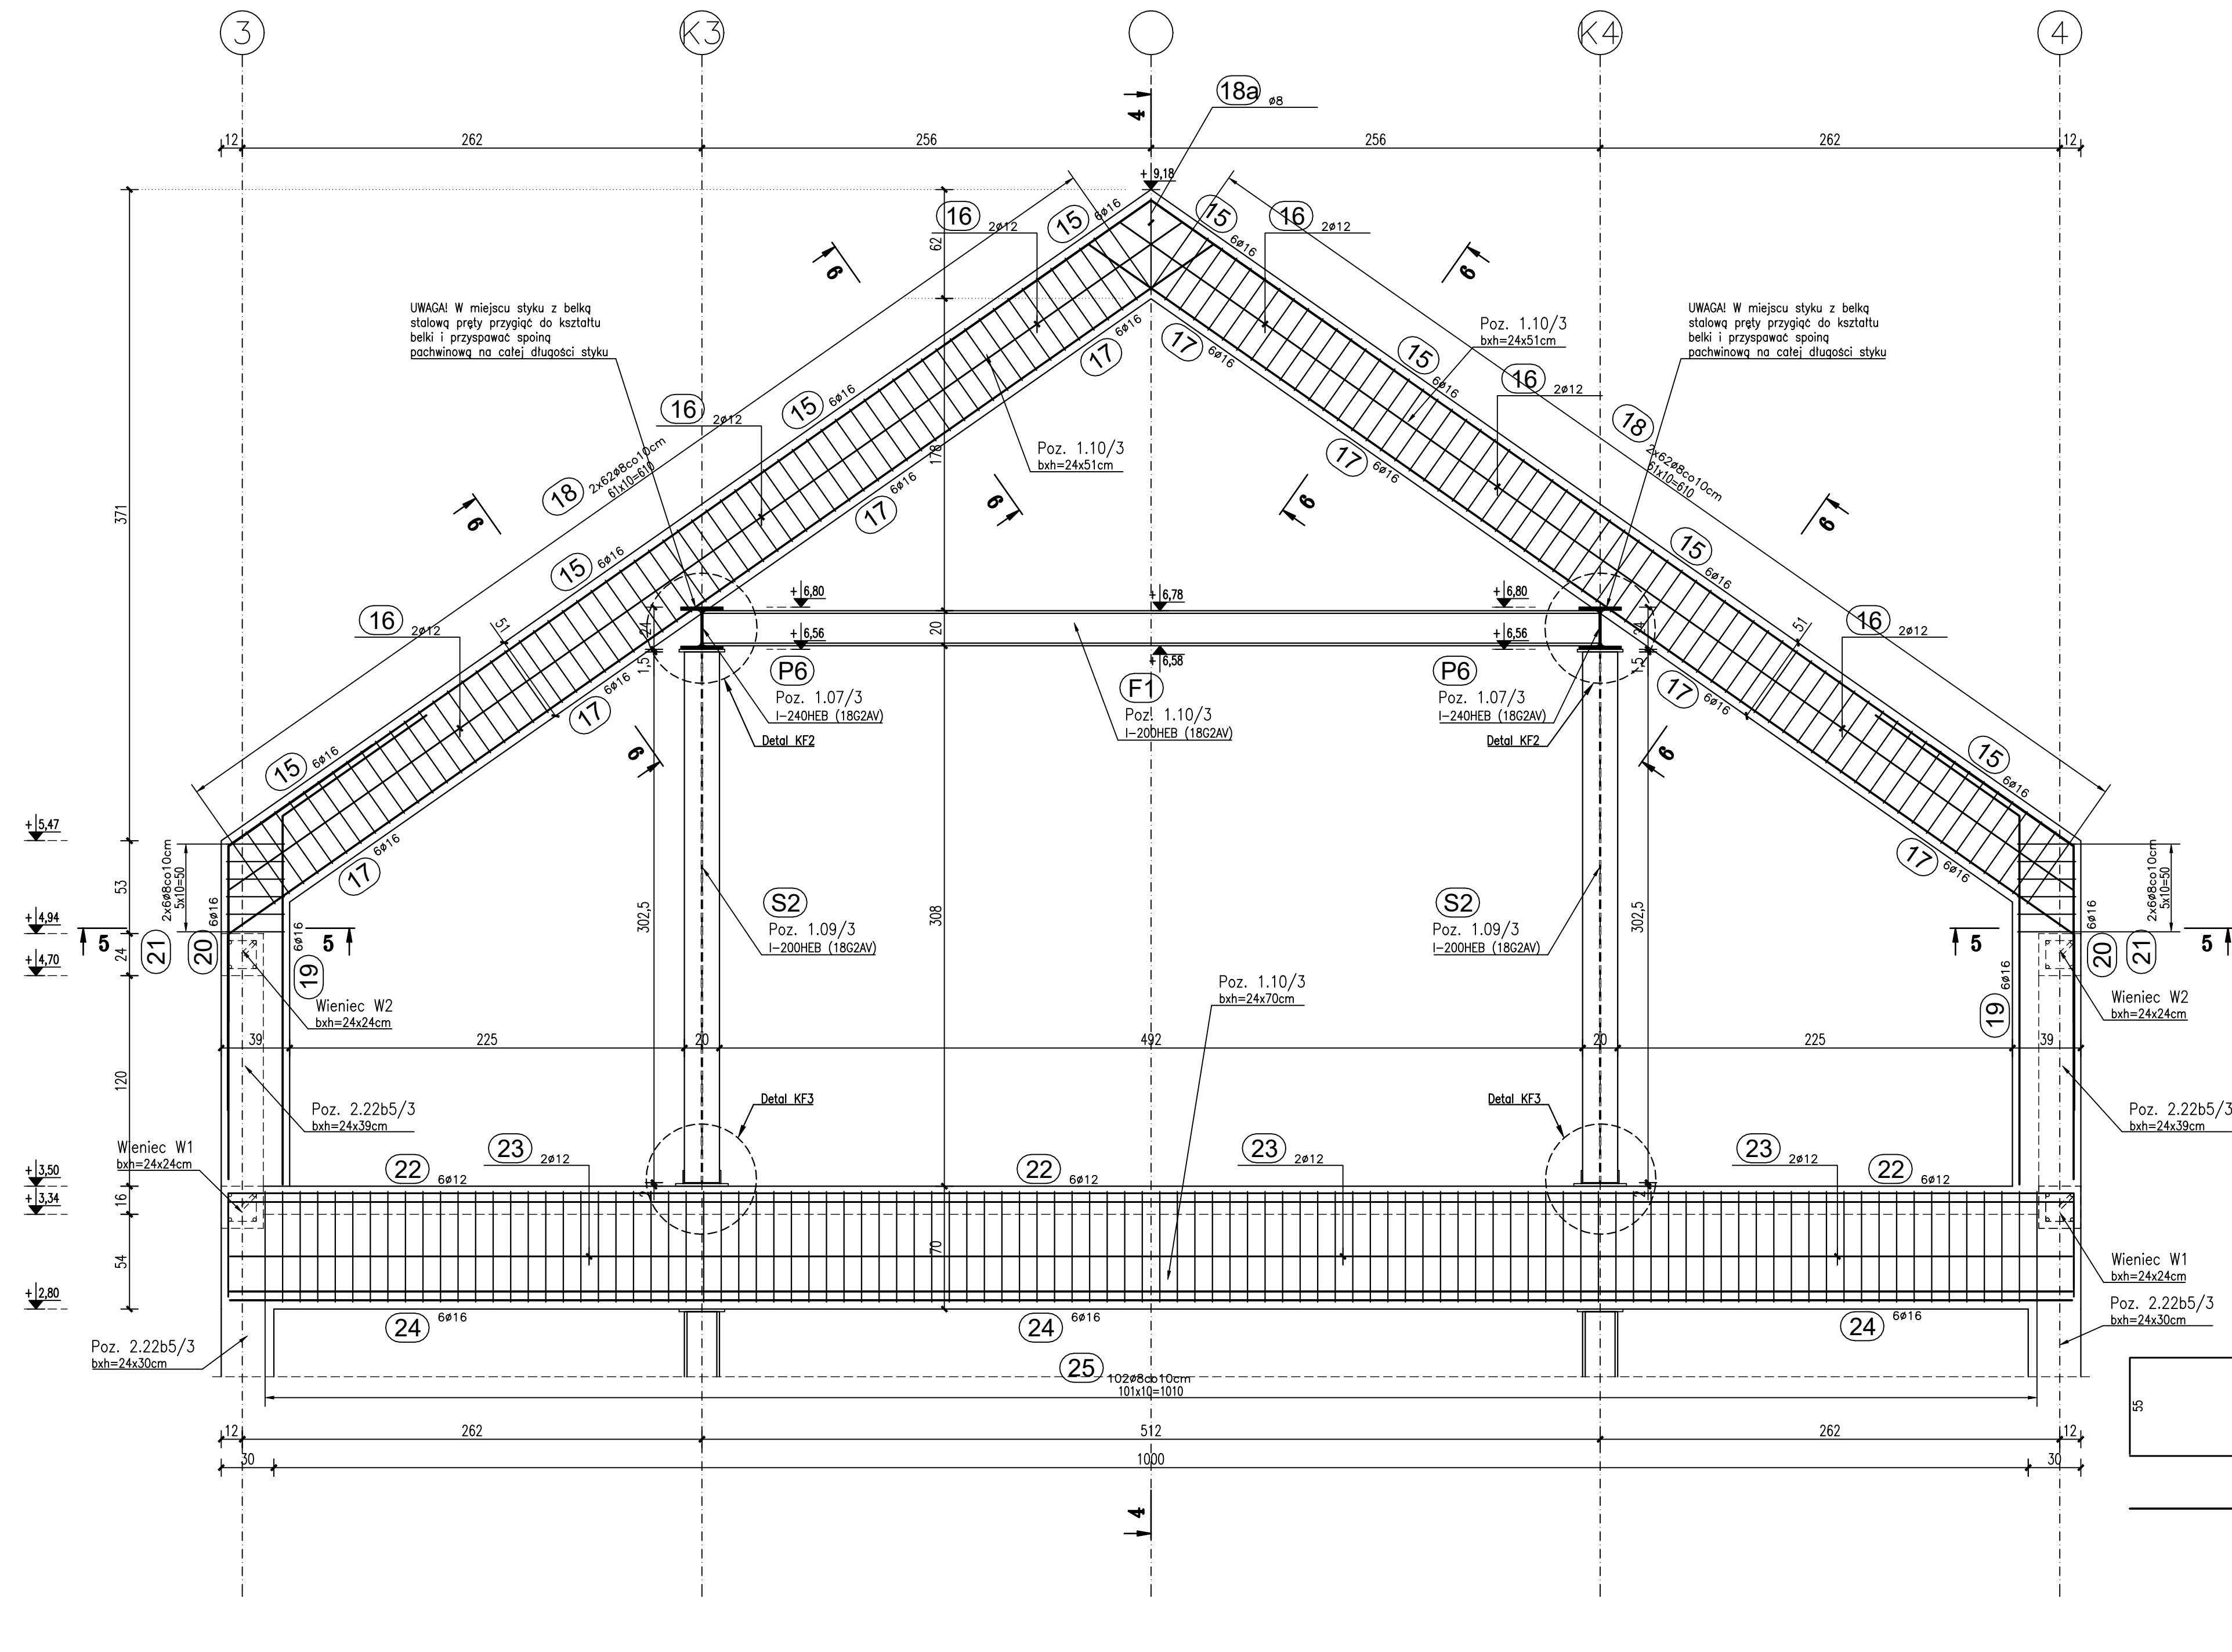 3
K3
K4
4
18a ø8
4
12
262
256
256
262
12
+ 9,18
16
2ø12
15 6ø16
15
6ø16
16
2ø12
62
6
6
UWAGA! W miejscu styku z belką
stalową pręty przygiąć do kształtu
belki i przyspawać spoiną
pachwinową na całej długości styku
UWAGA! W miejscu styku z belką
stalową pręty przygiąć do kształtu
belki i przyspawać spoiną
pachwinową na całej długości styku
17 6ø16
17 6ø16
Poz. 1.10/3
bxh=24x51cm
15 6ø16
16
2ø12
15
6ø16
16
2ø12
18 2x62ø8co10cm
61x10=610
18
2x62ø8co10cm
61x10=610
178
Poz. 1.10/3
bxh=24x51cm
17 6ø16
17 6ø16
371
6
6
6
6
15 6ø16
15
6ø16
16
2ø12
51
16
2ø12
51
+ 6,80
+ 6,78
+ 6,80
24
20
24
+ 6,56
+ 6,58
+ 6,56
1,5
1,5
P6
Poz. 1.07/3
I-240HEB (18G2AV)
Detal KF2
F1
Poz. 1.10/3
I-200HEB (18G2AV)
P6
Poz. 1.07/3
I-240HEB (18G2AV)
Detal KF2
17 6ø16
17 6ø16
6
6
15 6ø16
15
6ø16
+ 5,47
17 6ø16
17 6ø16
2x6ø8co10cm
5x10=50
2x6ø8co10cm
5x10=50
53
6ø16
6ø16
6ø16
6ø16
+ 4,94
5
5
5
5
24
21
20
19
20
21
19
+ 4,70
302,5
308
302,5
S2
Poz. 1.09/3
I-200HEB (18G2AV)
S2
Poz. 1.09/3
I-200HEB (18G2AV)
Wieniec W2
bxh=24x24cm
Poz. 1.10/3
bxh=24x70cm
Wieniec W2
bxh=24x24cm
39
225
20
492
20
225
39
120
Poz. 2.22b5/3
bxh=24x39cm
Detal KF3
Detal KF3
Poz. 2.22b5/3
bxh=24x39cm
Wieniec W1
bxh=24x24cm
+ 3,50
+ 3,34
16
22 6ø12
23 2ø12
22 6ø12
23 2ø12
23 2ø12
22 6ø12
54
70
+ 2,80
Wieniec W1
bxh=24x24cm
Poz. 2.22b5/3
bxh=24x30cm
24 6ø16
24 6ø16
24 6ø16
Poz. 2.22b5/3
bxh=24x30cm
25
102ø8co10cm
101x10=1010
55
12
262
512
262
12
30
1000
30
4